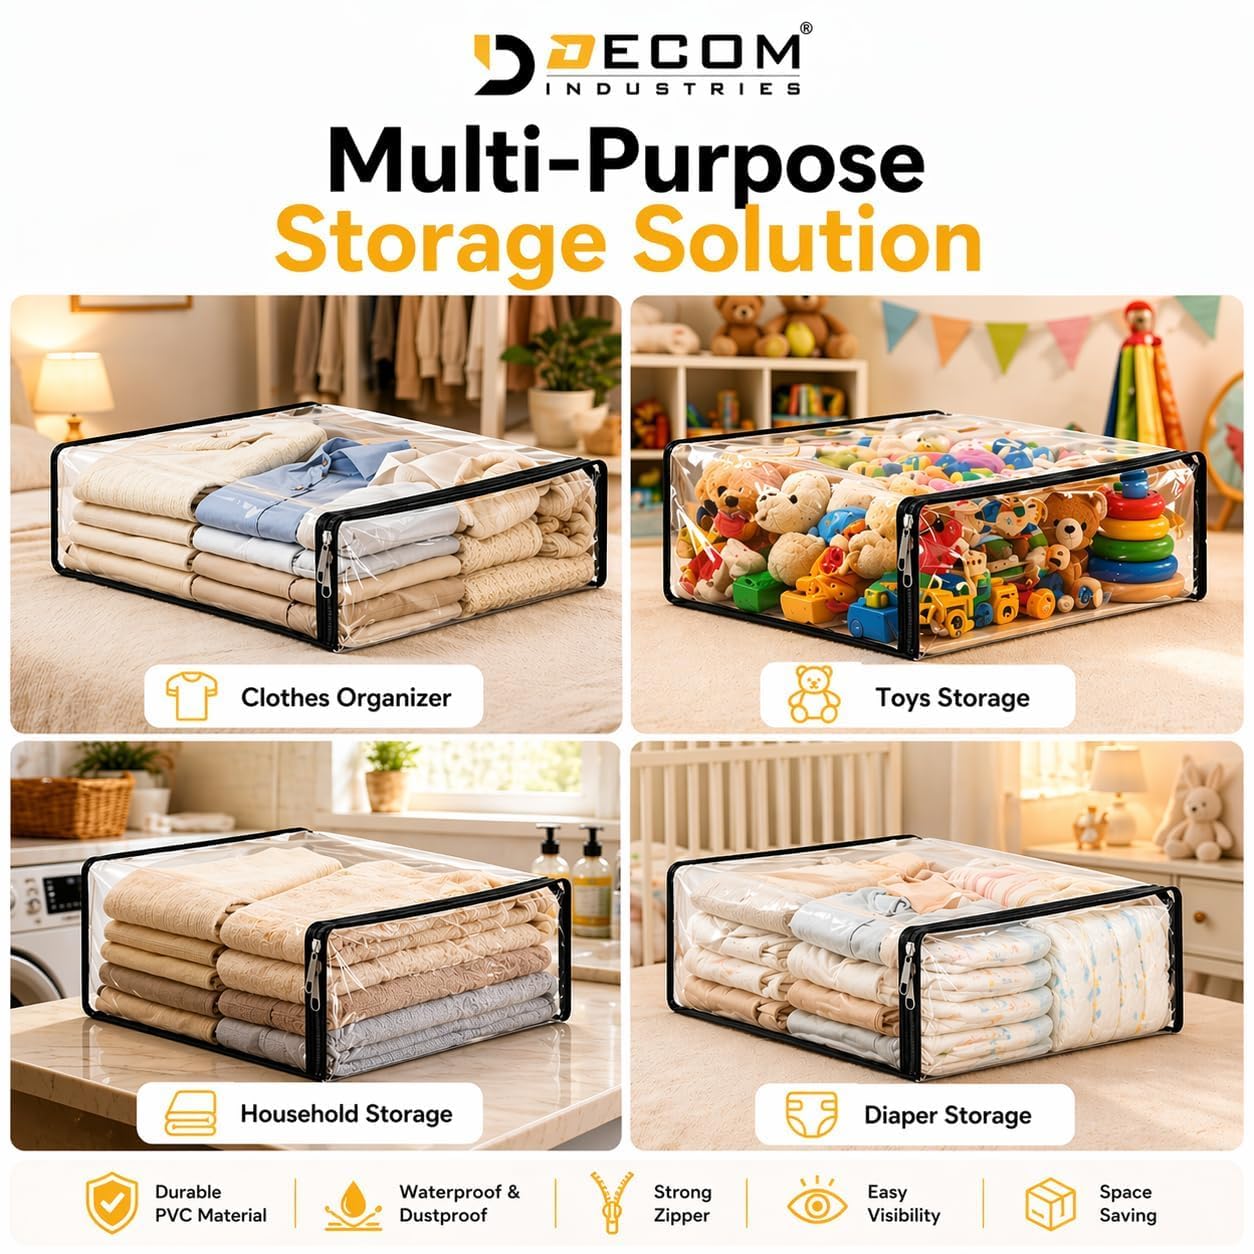 DECOM®
INDUSTRIES
Multi-Purpose
Storage Solution
Clothes Organizer
Toys Storage
Household Storage
Diaper Storage
Durable
PVC Material
Waterproof &
Dustproof
Strong
Zipper
Easy
Visibility
Space
Saving